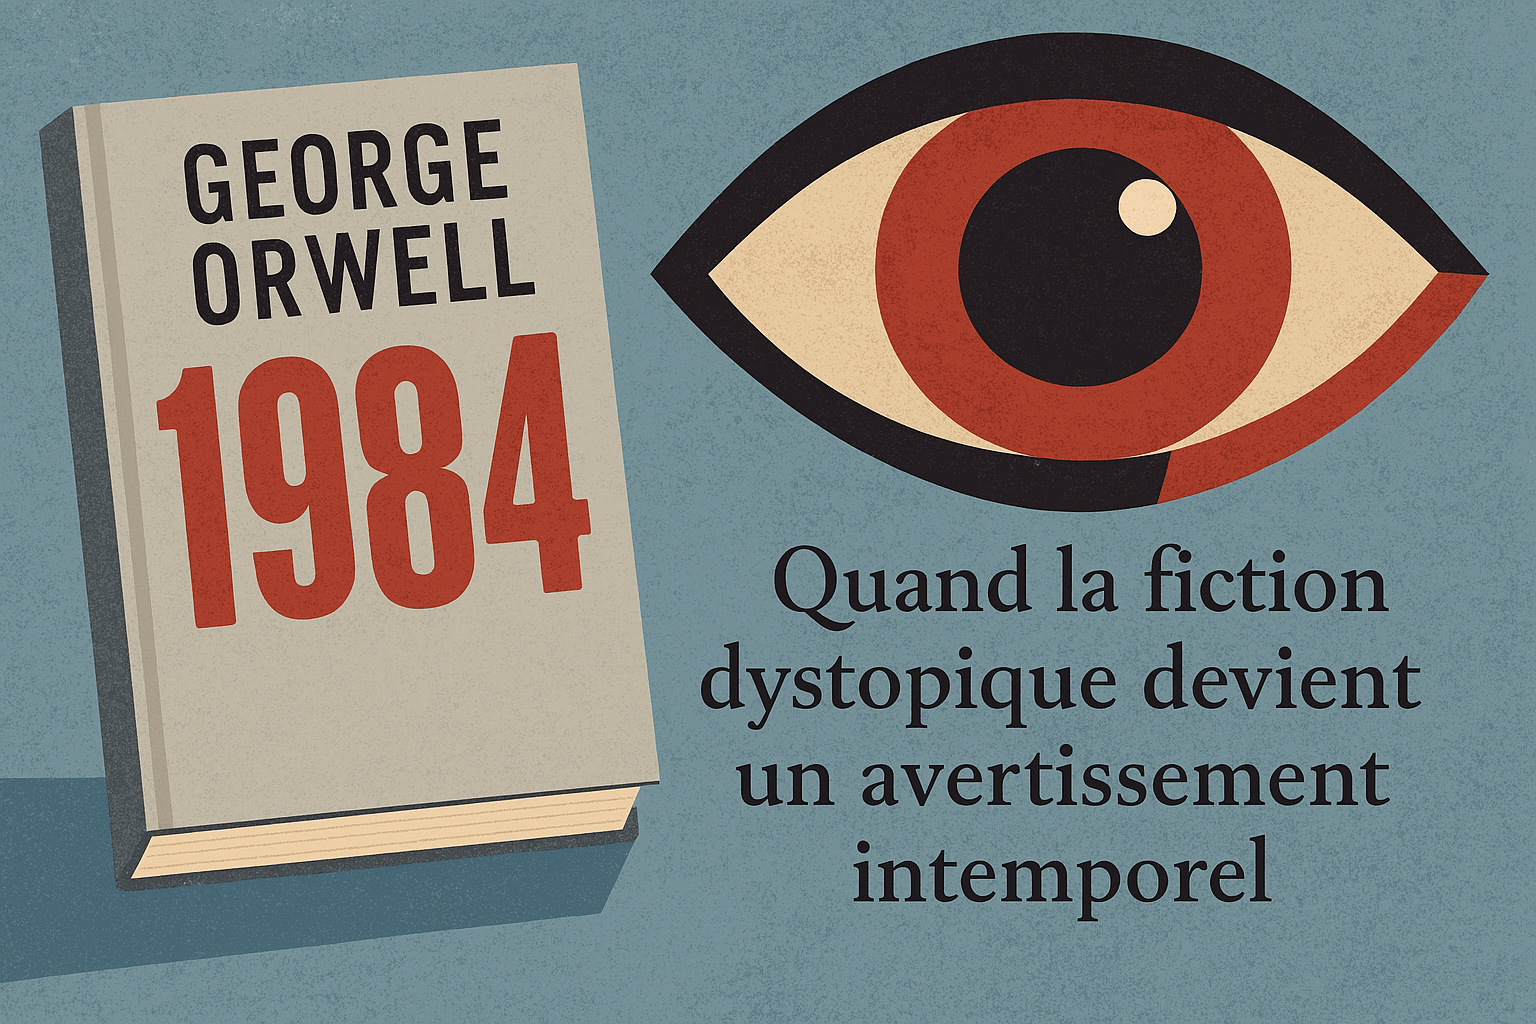 GEORGE
ORWELL
1984
Quand la fiction
dystopique devient
un avertissement
intemporel